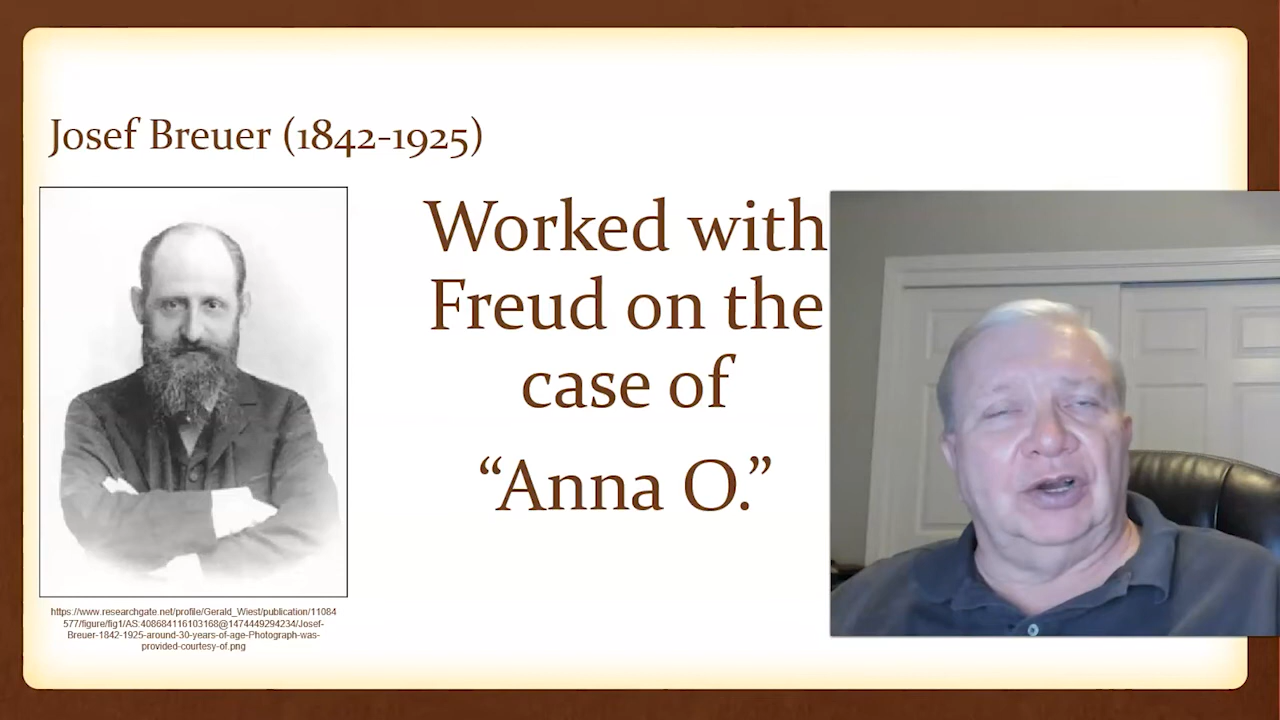 Josef Breuer (1842-1925)
Worked with
Freud on the
case of
“Anna O.”
https://www.researchgate.net/profile/Gerald_Wiest/publication/11084
577/figure/fig1/AS:408684116103168@1474449294234/Josef-
Breuer-1842-1925-around-30-years-of-age-Photograph-was-
provided-courtesy-of.png